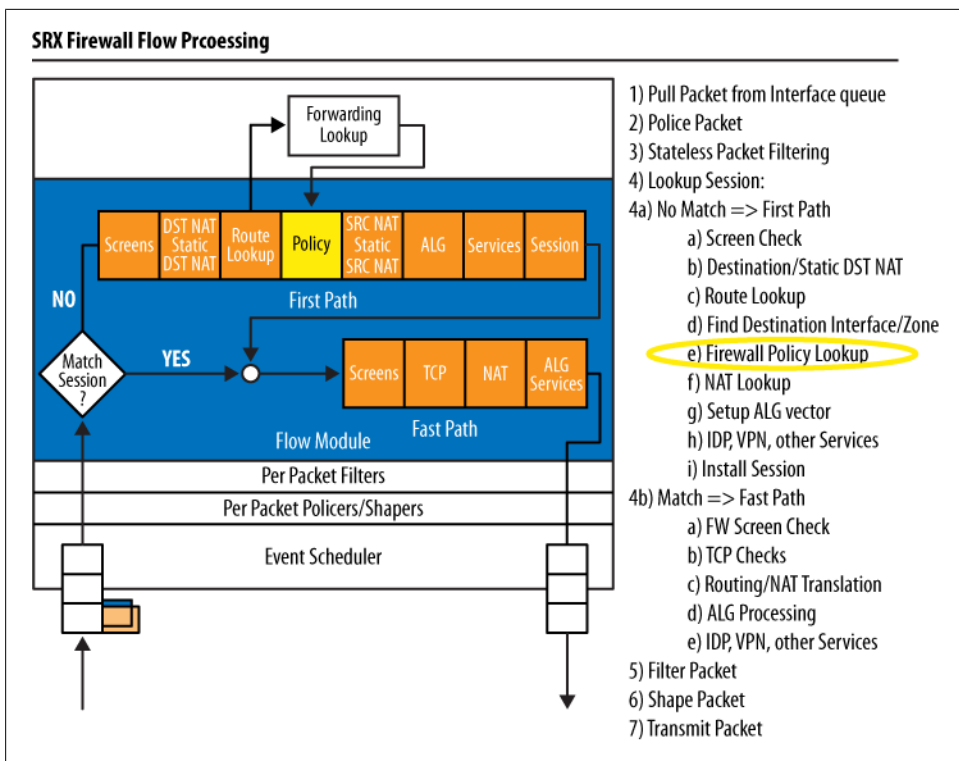 SRX Firewall Flow Prcoessing
Forwarding
Lookup
Screens
DST NAT
Static
DST NAT
Route
Lookup
Policy
SRC NAT
Static
SRC NAT
ALG
Services
Session
First Path
NO
Match
Session
?
YES
Screens
TCP
NAT
ALG
Services
Fast Path
Flow Module
Per Packet Filters
Per Packet Policers/Shapers
Event Scheduler
1) Pull Packet from Interface queue
2) Police Packet
3) Stateless Packet Filtering
4) Lookup Session:
4a) No Match => First Path
a) Screen Check
b) Destination/Static DST NAT
c) Route Lookup
d) Find Destination Interface/Zone
e) Firewall Policy Lookup
f) NAT Lookup
g) Setup ALG vector
h) IDP, VPN, other Services
i) Install Session
4b) Match => Fast Path
a) FW Screen Check
b) TCP Checks
c) Routing/NAT Translation
d) ALG Processing
e) IDP, VPN, other Services
5) Filter Packet
6) Shape Packet
7) Transmit Packet